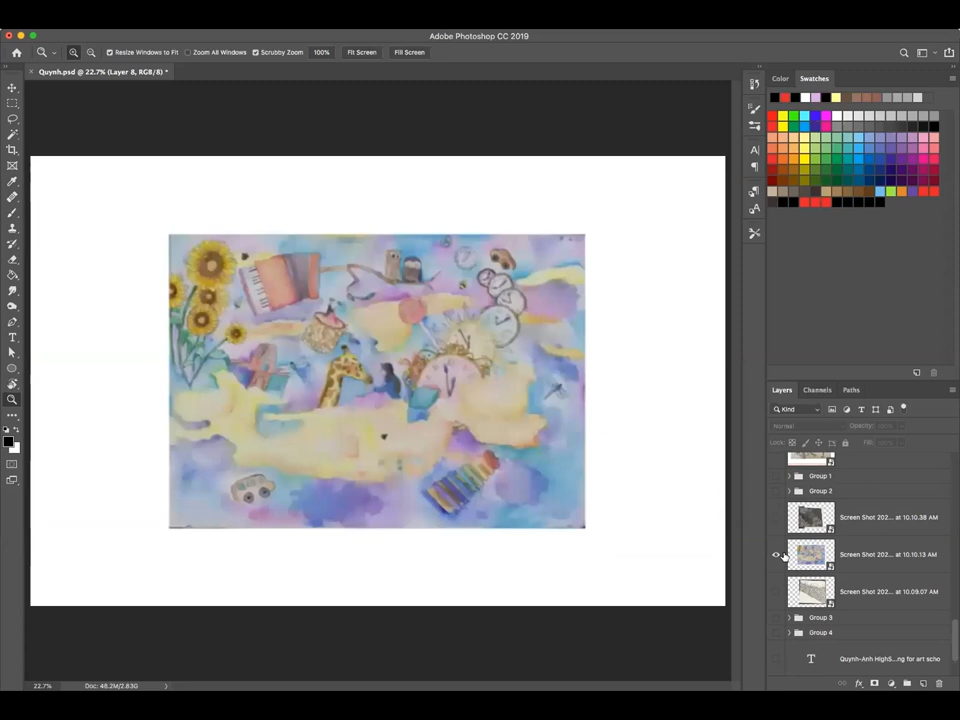 Adobe Photoshop CC 2019
Resize Windows to Fit
Zoom All Windows
Scrubby Zoom
100%
Fit Screen
Fill Screen
Quynh.psd @ 22.7% (Layer 8, RGB/8) *
Color
Swatches
Layers
Channels
Paths
Kind
Normal
Opacity:
Lock:
Fill:
Group 1
Group 2
Screen Shot 202... at 10.10.38 AM
Screen Shot 202... at 10.10.13 AM
Screen Shot 202... at 10.09.07 AM
Group 3
Group 4
Quynh-Anh HighS...ng for art scho
22.7%
Doc: 48.2M/2.83G